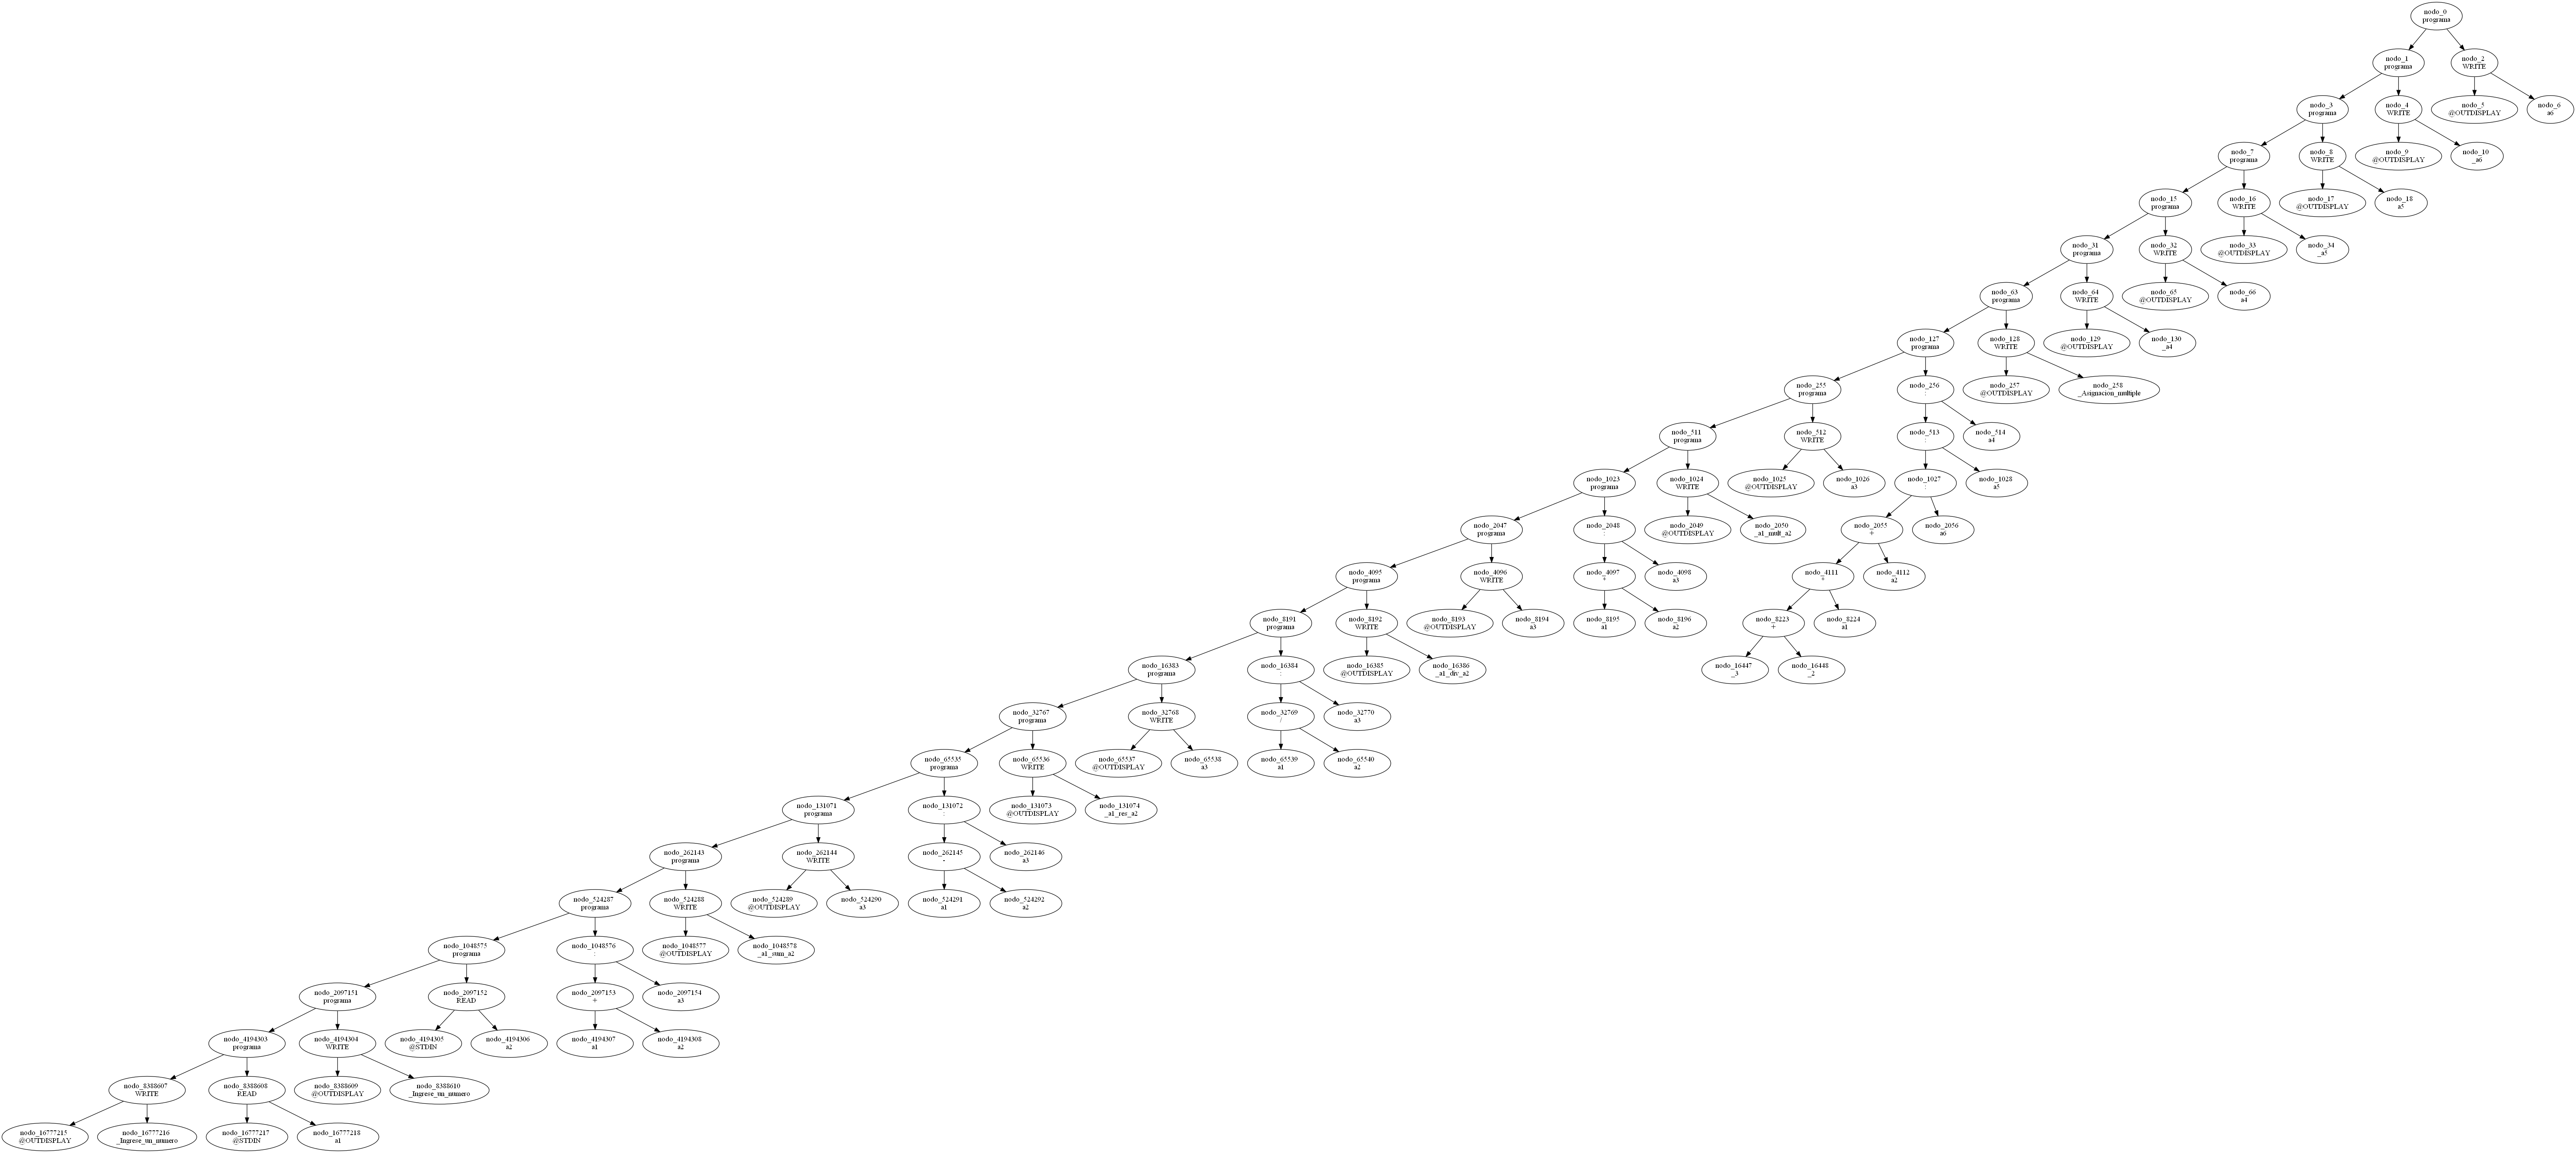 nodo_0
programa
nodo_1
programa
nodo_2
WRITE
nodo_3
programa
nodo_4
WRITE
nodo_5
@OUTDISPLAY
nodo_6
a6
nodo_7
programa
nodo_8
WRITE
nodo_9
@OUTDISPLAY
nodo_10
_a6
nodo_15
programa
nodo_16
WRITE
nodo_17
@OUTDISPLAY
nodo_18
a5
nodo_31
programa
nodo_32
WRITE
nodo_33
@OUTDISPLAY
nodo_34
_a5
nodo_63
programa
nodo_64
WRITE
nodo_65
@OUTDISPLAY
nodo_66
a4
nodo_127
programa
nodo_128
WRITE
nodo_129
@OUTDISPLAY
nodo_130
_a4
nodo_255
programa
nodo_256
:
nodo_257
@OUTDISPLAY
nodo_258
_Asignacion_multiple
nodo_511
programa
nodo_512
WRITE
nodo_513
:
nodo_514
a4
nodo_1023
programa
nodo_1024
WRITE
nodo_1025
@OUTDISPLAY
nodo_1026
a3
nodo_1027
:
nodo_1028
a5
nodo_2047
programa
nodo_2048
:
nodo_2049
@OUTDISPLAY
nodo_2050
_a1_mult_a2
nodo_2055
+
nodo_2056
a6
nodo_4095
programa
nodo_4096
WRITE
nodo_4097
*
nodo_4098
a3
nodo_4111
*
nodo_4112
a2
nodo_8191
programa
nodo_8192
WRITE
nodo_8193
@OUTDISPLAY
nodo_8194
a3
nodo_8195
a1
nodo_8196
a2
nodo_8223
+
nodo_8224
a1
nodo_16383
programa
nodo_16384
:
nodo_16385
@OUTDISPLAY
nodo_16386
_a1_div_a2
nodo_16447
_3
nodo_16448
_2
nodo_32767
programa
nodo_32768
WRITE
nodo_32769
/
nodo_32770
a3
nodo_65535
programa
nodo_65536
WRITE
nodo_65537
@OUTDISPLAY
nodo_65538
a3
nodo_65539
a1
nodo_65540
a2
nodo_131071
programa
nodo_131072
:
nodo_131073
@OUTDISPLAY
nodo_131074
_a1_res_a2
nodo_262143
programa
nodo_262144
WRITE
nodo_262145
-
nodo_262146
a3
nodo_524287
programa
nodo_524288
WRITE
nodo_524289
@OUTDISPLAY
nodo_524290
a3
nodo_524291
a1
nodo_524292
a2
nodo_1048575
programa
nodo_1048576
:
nodo_1048577
@OUTDISPLAY
nodo_1048578
_a1_sum_a2
nodo_2097151
programa
nodo_2097152
READ
nodo_2097153
+
nodo_2097154
a3
nodo_4194303
programa
nodo_4194304
WRITE
nodo_4194305
@STDIN
nodo_4194306
a2
nodo_4194307
a1
nodo_4194308
a2
nodo_8388607
WRITE
nodo_8388608
READ
nodo_8388609
@OUTDISPLAY
nodo_8388610
_Ingrese_un_numero
nodo_16777215
@OUTDISPLAY
nodo_16777216
_Ingrese_un_numero
nodo_16777217
@STDIN
nodo_16777218
a1